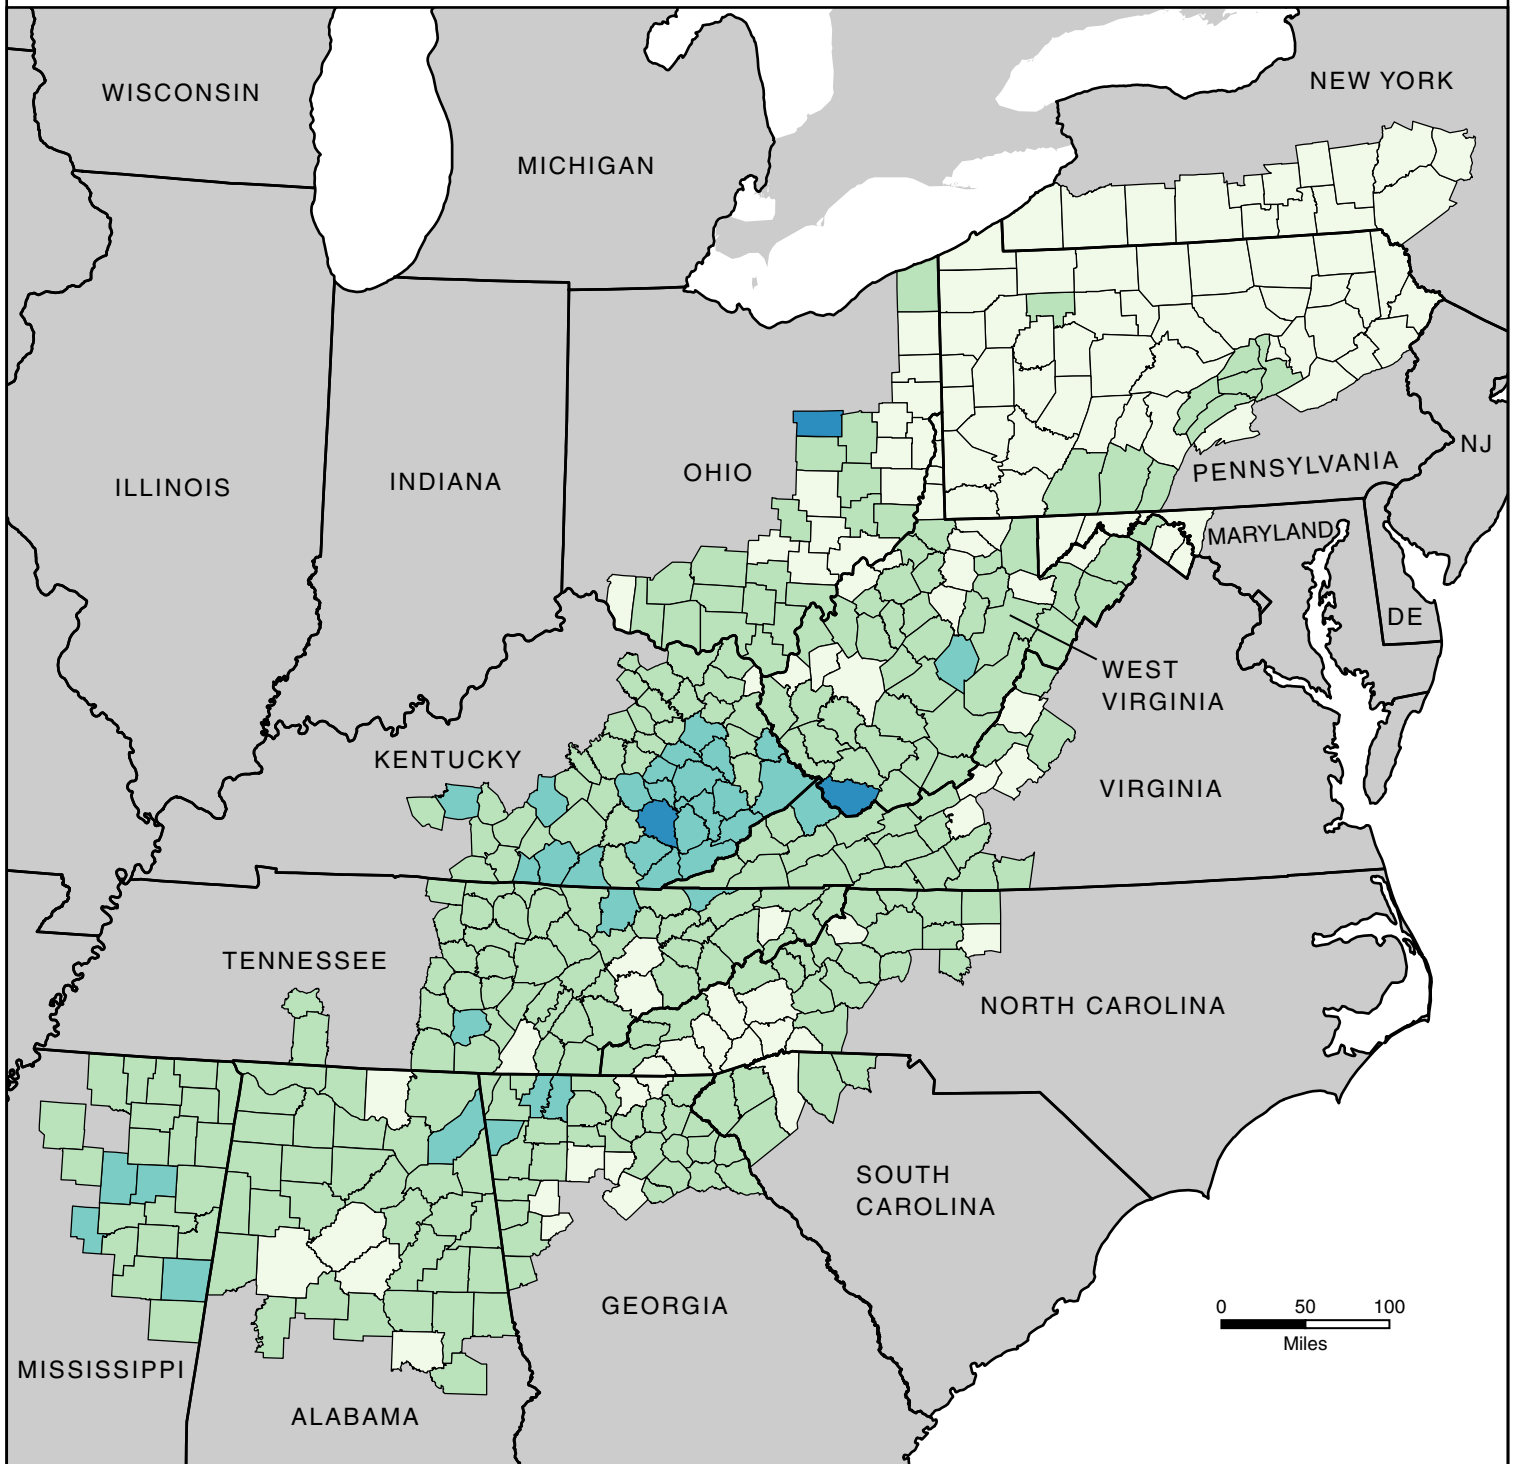 NEW YORK
WISCONSIN
MICHIGAN
NJ
PENNSYLVANIA
OHIO
INDIANA
ILLINOIS
MARYLAND
DE
WEST
VIRGINIA
KENTUCKY
VIRGINIA
TENNESSEE
NORTH CAROLINA
SOUTH
CAROLINA
GEORGIA
0 50 100
Miles
MISSISSIPPI
ALABAMA